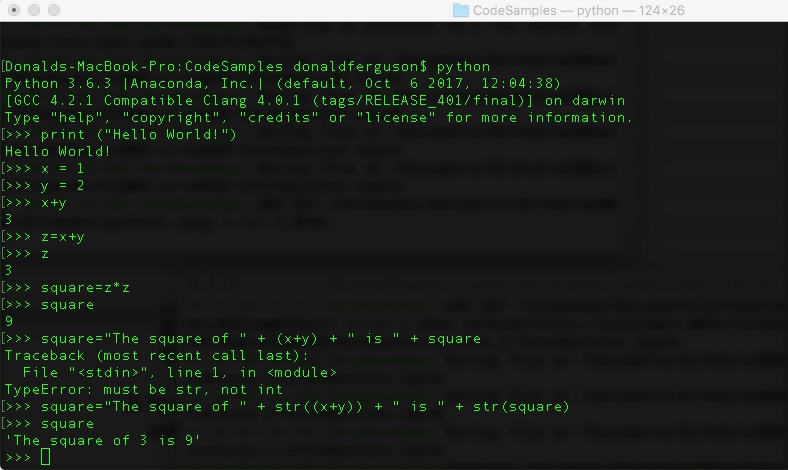 CodeSamples — python — 124×26
[Donalds-MacBook-Pro:CodeSamples donaldferguson$ python
Python 3.6.3 |Anaconda, Inc.| (default, Oct  6 2017, 12:04:38)
[GCC 4.2.1 Compatible Clang 4.0.1 (tags/RELEASE_401/final)] on darwin
Type "help", "copyright", "credits" or "license" for more information.
[>>> print ("Hello World!")
Hello World!
[>>> x = 1
[>>> y = 2
[>>> x+y
3
[>>> z=x+y
[>>> z
3
[>>> square=z*z
[>>> square
9
[>>> square="The square of " + (x+y) + " is " + square
Traceback (most recent call last):
  File "<stdin>", line 1, in <module>
TypeError: must be str, not int
[>>> square="The square of " + str((x+y)) + " is " + str(square)
[>>> square
'The square of 3 is 9'
>>>